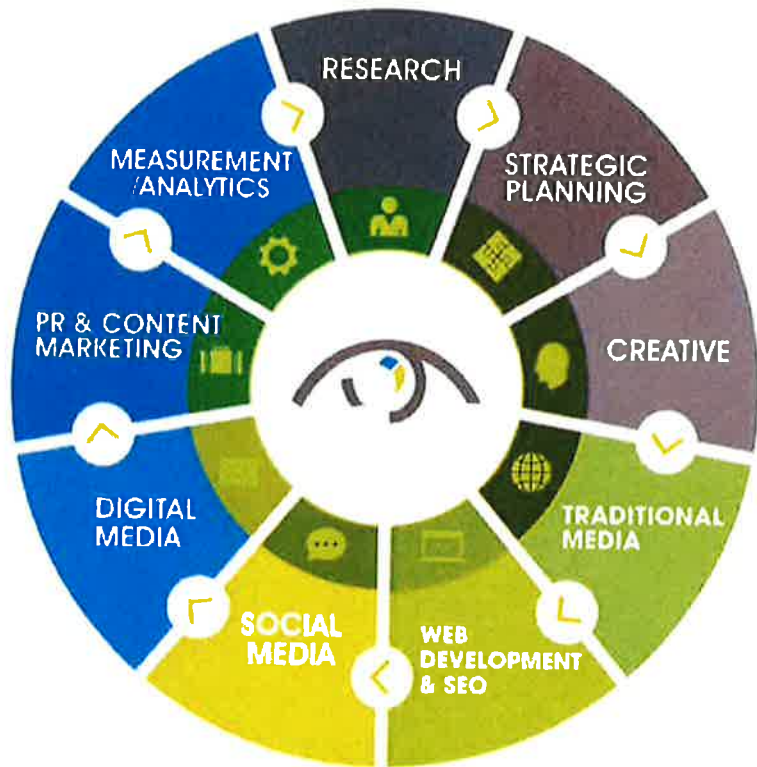 RESEARCH
STRATEGIC
PLANNING
CREATIVE
TRADITIONAL
MEDIA
WEB
DEVELOPMENT
& SEO
SOCIAL
MEDIA
DIGITAL
MEDIA
PR & CONTENT
MARKETING
MEASUREMENT
/ANALYTICS